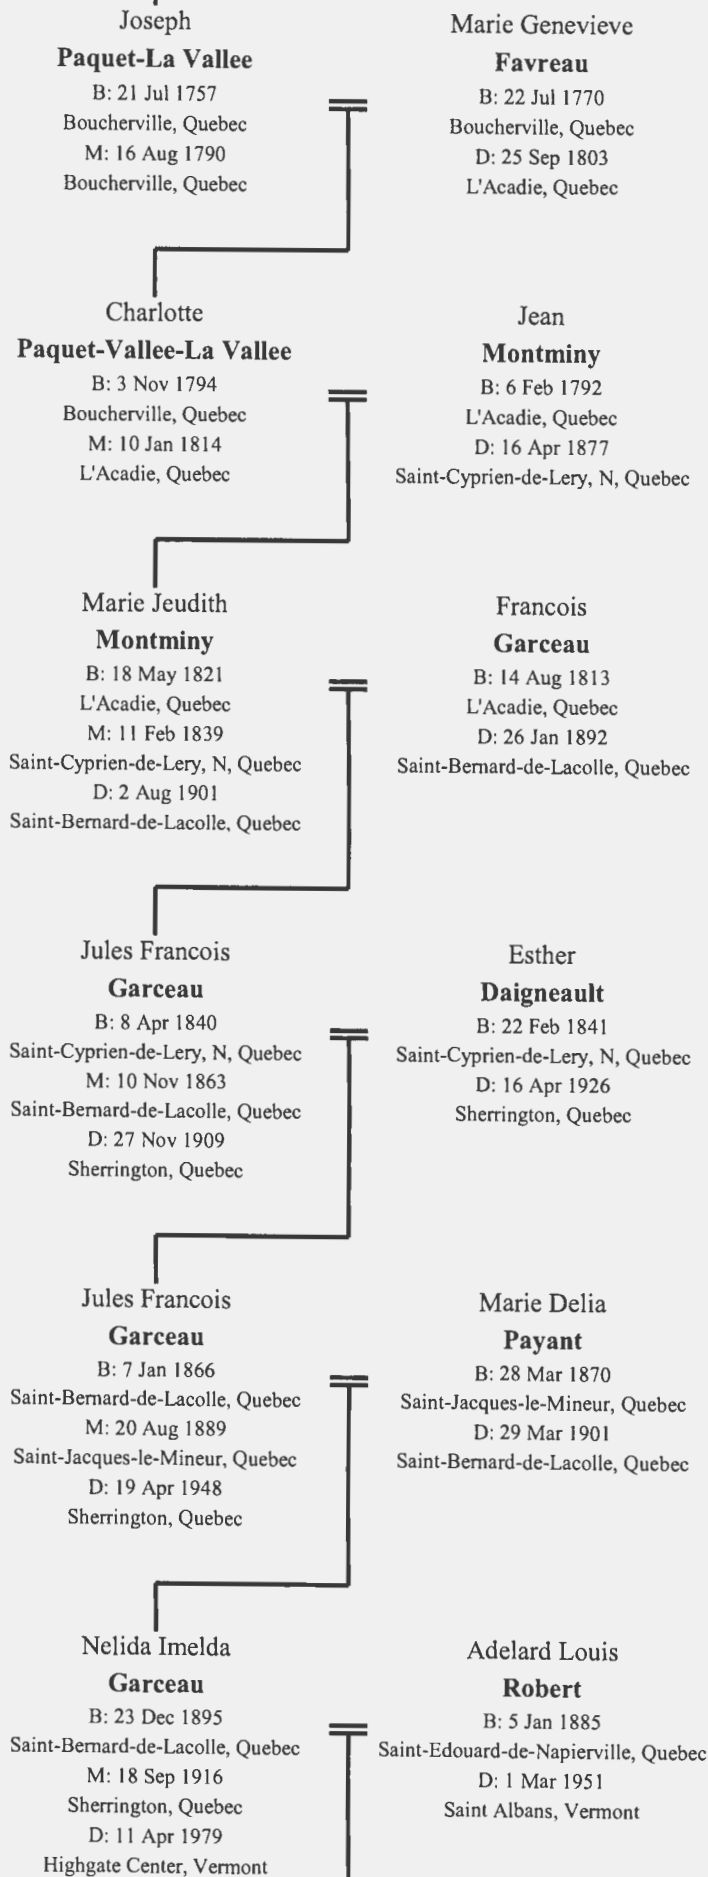 Joseph
Paquet-La Vallee
B: 21 Jul 1757
Boucherville, Quebec
M: 16 Aug 1790
Boucherville, Quebec
Marie Genevieve
Favreau
B: 22 Jul 1770
Boucherville, Quebec
D: 25 Sep 1803
L'Acadie, Quebec
Charlotte
Paquet-Vallee-La Vallee
B: 3 Nov 1794
Boucherville, Quebec
M: 10 Jan 1814
L'Acadie, Quebec
Jean
Montminy
B: 6 Feb 1792
L'Acadie, Quebec
D: 16 Apr 1877
Saint-Cyprien-de-Lery, N, Quebec
Marie Jeudith
Montminy
B: 18 May 1821
L'Acadie, Quebec
M: 11 Feb 1839
Saint-Cyprien-de-Lery, N, Quebec
D: 2 Aug 1901
Saint-Bernard-de-Lacolle, Quebec
Francois
Garceau
B: 14 Aug 1813
L'Acadie, Quebec
D: 26 Jan 1892
Saint-Bernard-de-Lacolle, Quebec
Jules Francois
Garceau
B: 8 Apr 1840
Saint-Cyprien-de-Lery, N, Quebec
M: 10 Nov 1863
Saint-Bernard-de-Lacolle, Quebec
D: 27 Nov 1909
Sherrington, Quebec
Esther
Daigneault
B: 22 Feb 1841
Saint-Cyprien-de-Lery, N, Quebec
D: 16 Apr 1926
Sherrington, Quebec
Jules Francois
Garceau
B: 7 Jan 1866
Saint-Bernard-de-Lacolle, Quebec
M: 20 Aug 1889
Saint-Jacques-le-Mineur, Quebec
D: 19 Apr 1948
Sherrington, Quebec
Marie Delia
Payant
B: 28 Mar 1870
Saint-Jacques-le-Mineur, Quebec
D: 29 Mar 1901
Saint-Bernard-de-Lacolle, Quebec
Nelida Imelda
Garceau
B: 23 Dec 1895
Saint-Bernard-de-Lacolle, Quebec
M: 18 Sep 1916
Sherrington, Quebec
D: 11 Apr 1979
Highgate Center, Vermont
Adelard Louis
Robert
B: 5 Jan 1885
Saint-Edouard-de-Napierville, Quebec
D: 1 Mar 1951
Saint Albans, Vermont